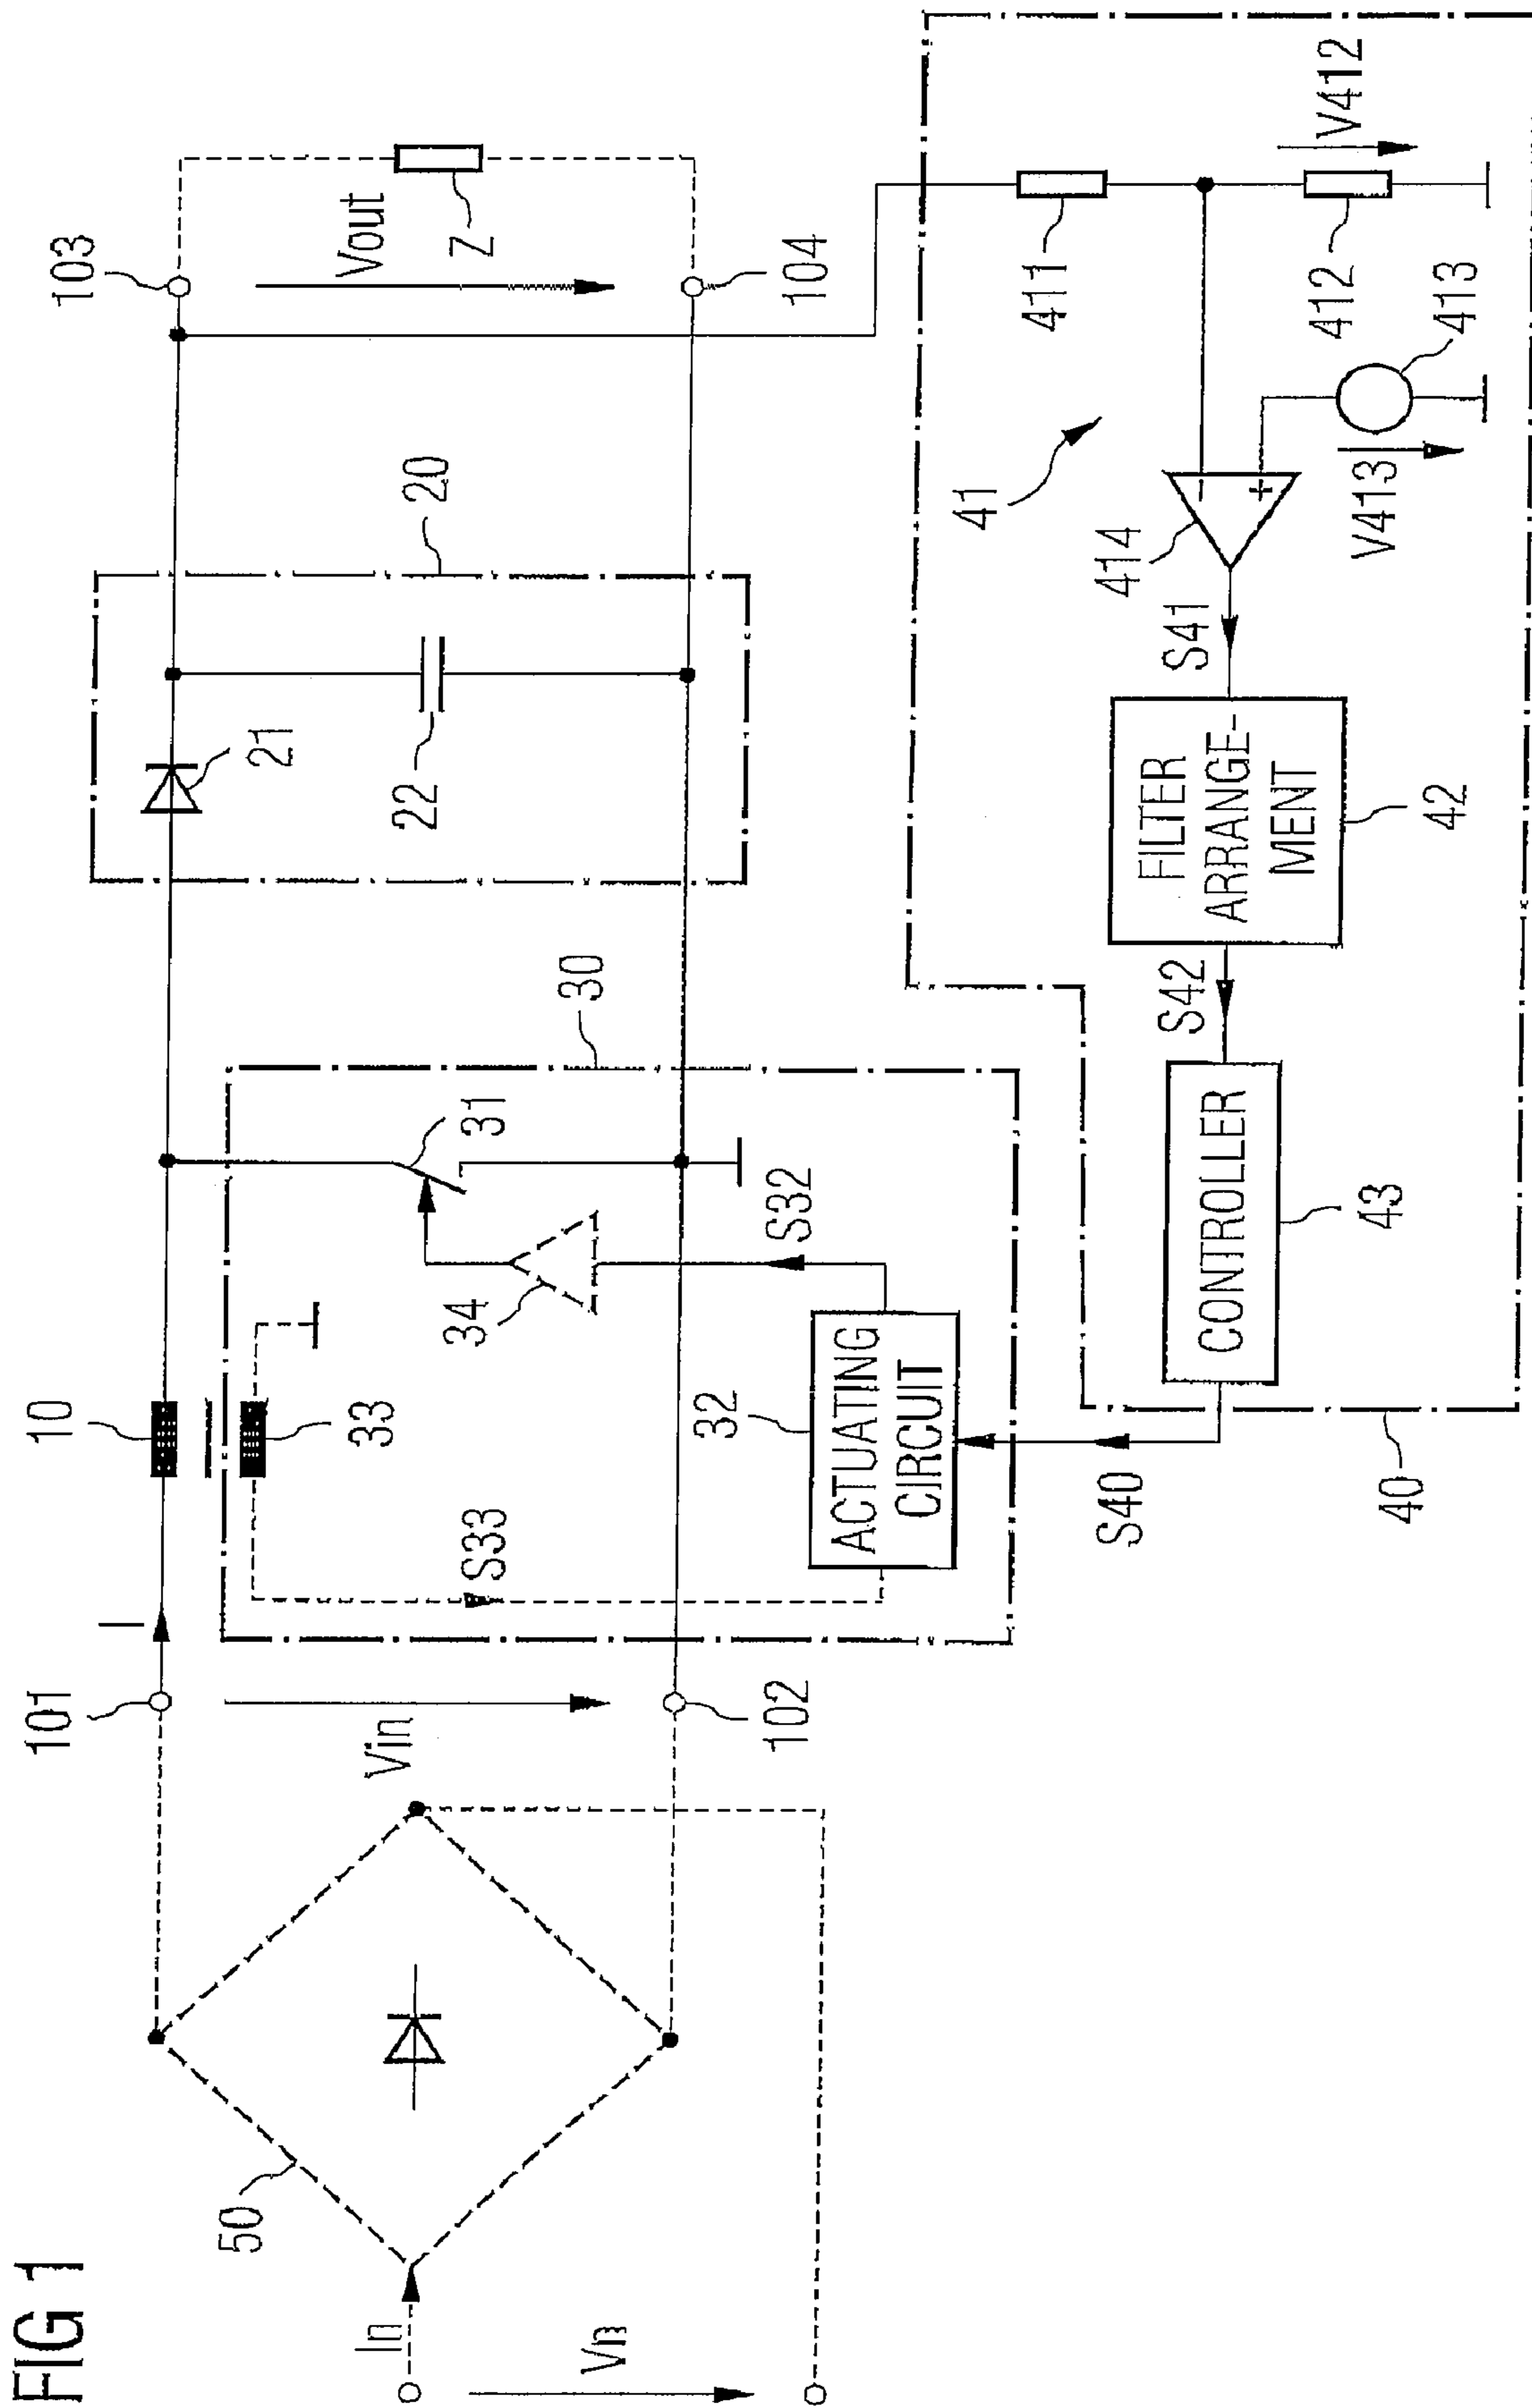 FIG 1
In
Vn
50
101
I
Vin
102
10
33
S33
34
31
S32
32
ACTUATING
CIRCUIT
30
21
22
20
103
Vout
Z
104
S40
40
CONTROLLER
43
S42
FILTER
ARRANGE-
MENT
42
S41
414
41
-
+
V413
413
411
412
V412